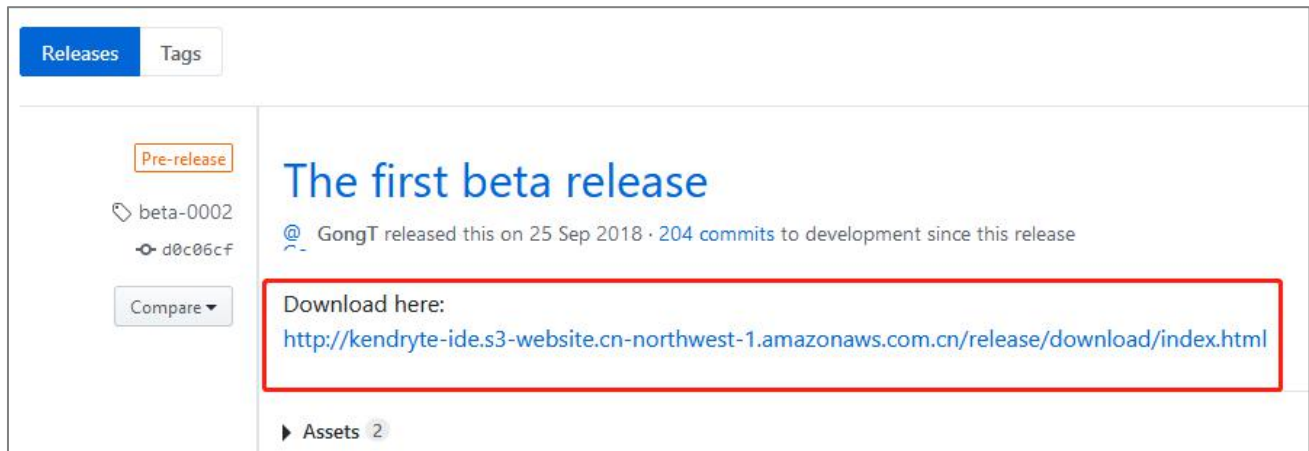 Releases Tags
Pre-release
The first beta release
beta-0002
GongT released this on 25 Sep 2018 · 204 commits to development since this release
d0c06cf
Compare
Download here:
http://kendryte-ide.s3-website.cn-northwest-1.amazonaws.com.cn/release/download/index.html
Assets 2